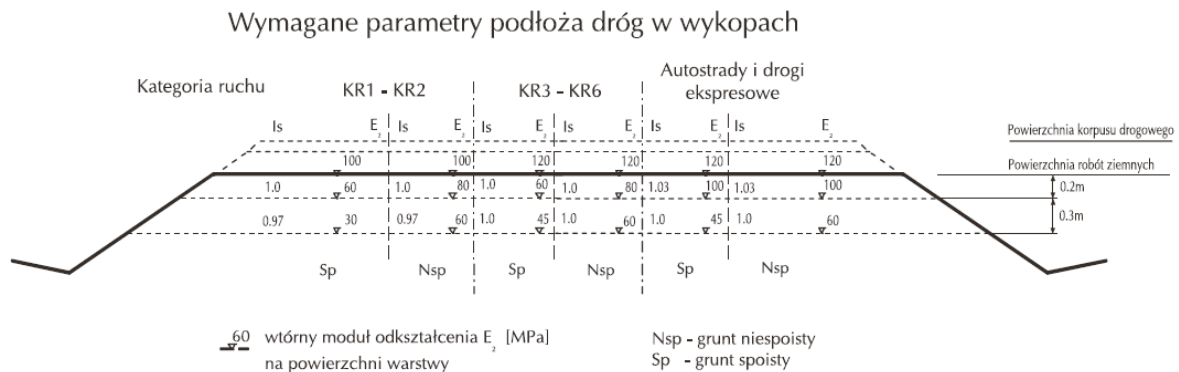 Wymagane parametry podłoża dróg w wykopach
Kategoria ruchu KR1 - KR2 KR3 - KR6 Autostrady i drogi
ekspresowe
Is E₂ Is E₂ Is E₂ Is E₂ Is E₂ Is E₂
Powierzchnia korpusu drogowego
100 100 120 120 120 120 Powierzchnia robót ziemnych
1.0 60 1.0 80 1.0 60 1.0 80 1.03 100 1.03 100 0.2m
0.97 30 0.97 60 1.0 45 1.0 60 1.0 45 1.0 60 0.3m
Sp Nsp Sp Nsp Sp Nsp
60 wtórny moduł odkształcenia E₂ [MPa]
na powierzchni warstwy
Nsp - grunt niespoisty
Sp - grunt spoisty